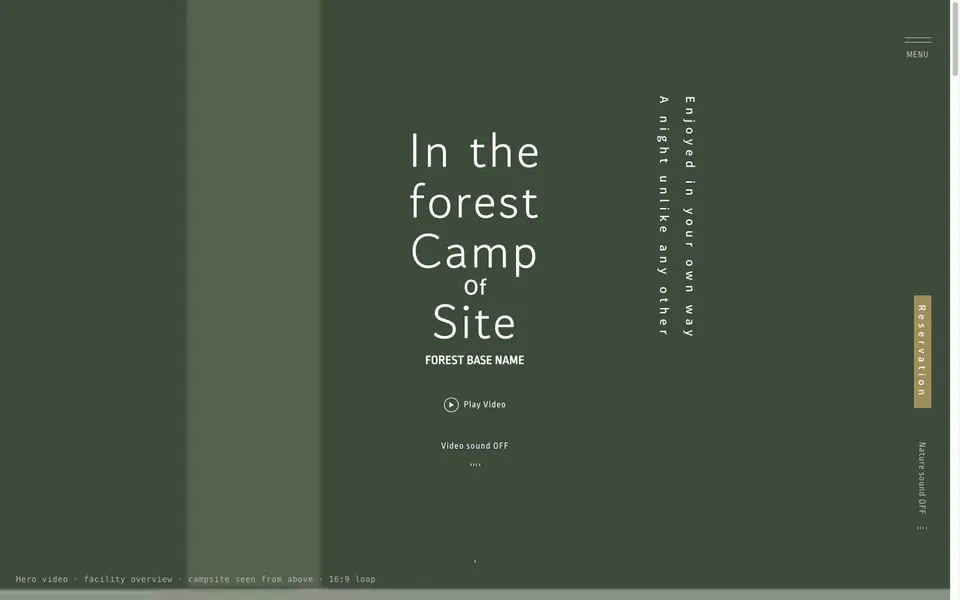 MENU
Enjoyed in your own way
A night unlike any other
In the
forest
Camp
Of
Site
FOREST BASE NAME
Play Video
Video sound OFF
Reservation
Nature sound OFF
Hero video · facility overview · campsite seen from above · 16:9 loop